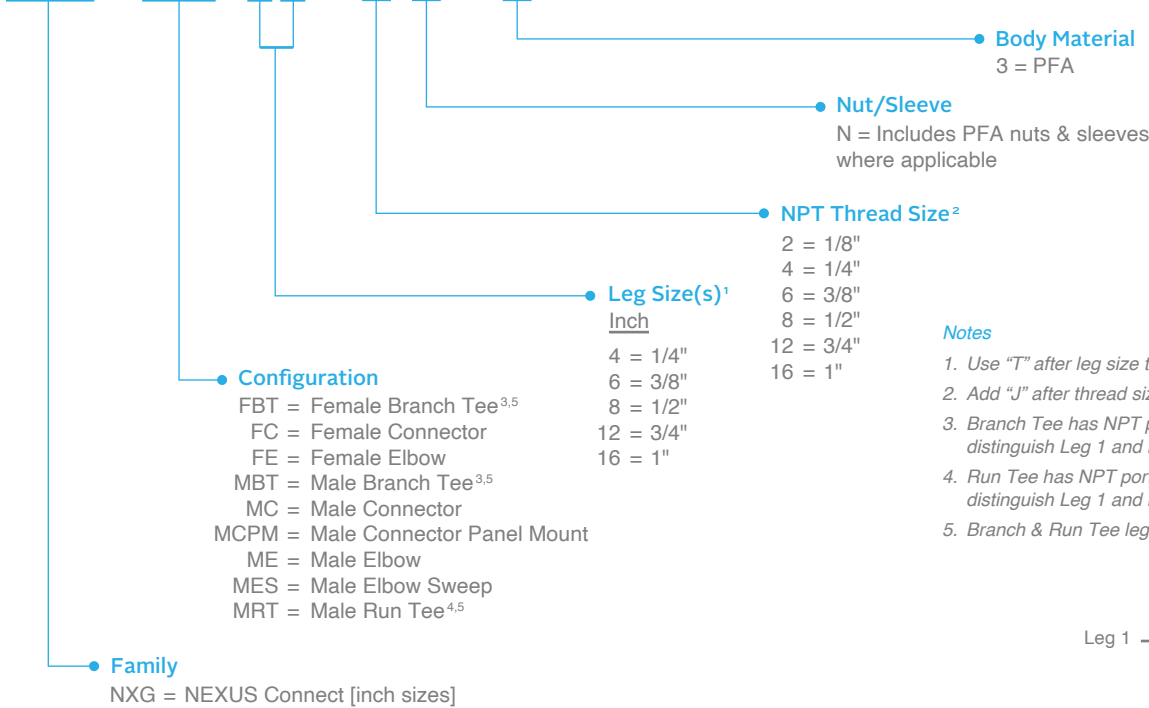 Body Material
3 = PFA
Nut/Sleeve
N = Includes PFA nuts & sleeves
where applicable
NPT Thread Size²
2 = 1/8"
4 = 1/4"
6 = 3/8"
8 = 1/2"
12 = 3/4"
16 = 1"
Leg Size(s)¹
Inch
4 = 1/4"
6 = 3/8"
8 = 1/2"
12 = 3/4"
16 = 1"
Configuration
FBT = Female Branch Tee³,⁵
FC = Female Connector
FE = Female Elbow
MBT = Male Branch Tee³,⁵
MC = Male Connector
MCPM = Male Connector Panel Mount
ME = Male Elbow
MES = Male Elbow Sweep
MRT = Male Run Tee⁴,⁵
Notes
1. Use “T” after leg size
2. Add “J” after thread
3. Branch Tee has NPT
distinguish Leg 1 and
4. Run Tee has NPT
distinguish Leg 1 and
5. Branch & Run Tee leg
Leg 1
Family
NXG = NEXUS Connect [inch sizes]